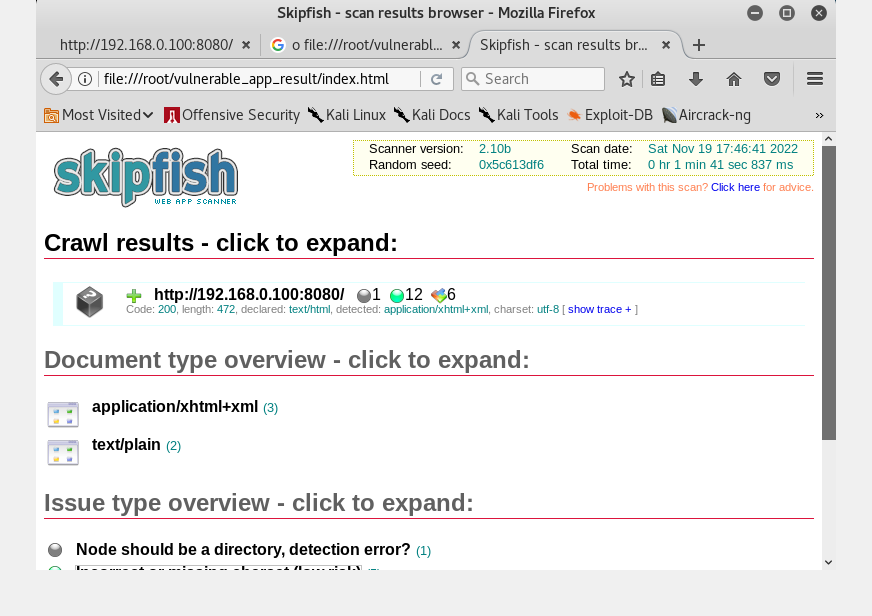 Skipfish - scan results browser - Mozilla Firefox
http://192.168.0.100:8080/ × o file:///root/vulnerabl... × Skipfish - scan results br... × +
file:///root/vulnerable_app_result/index.html Search
Most Visited Offensive Security Kali Linux Kali Docs Kali Tools Exploit-DB Aircrack-ng »
skipfish
WEB APP SCANNER
Scanner version: 2.10b Scan date: Sat Nov 19 17:46:41 2022
Random seed: 0x5c613df6 Total time: 0 hr 1 min 41 sec 837 ms
Problems with this scan? Click here for advice.
Crawl results - click to expand:
http://192.168.0.100:8080/ 1 12 6
Code: 200, length: 472, declared: text/html, detected: application/xhtml+xml, charset: utf-8 [ show trace + ]
Document type overview - click to expand:
application/xhtml+xml (3)
text/plain (2)
Issue type overview - click to expand:
Node should be a directory, detection error? (1)
Incorrect or missing charset (low risk)